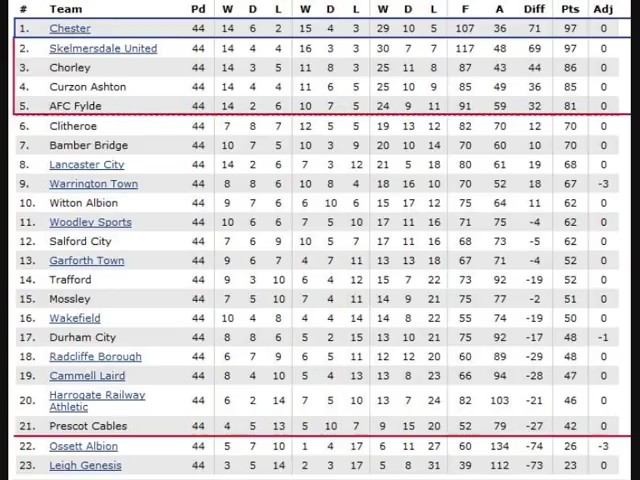 # Team Pd W D L W D L W D L F A Diff Pts Adj
1. Chester 44 14 6 2 15 4 3 29 10 5 107 36 71 97 0
2. Skelmersdale United 44 14 4 4 16 3 3 30 7 7 117 48 69 97 0
3. Chorley 44 14 3 5 11 8 3 25 11 8 87 43 44 86 0
4. Curzon Ashton 44 14 4 4 11 6 5 25 10 9 85 49 36 85 0
5. AFC Fylde 44 14 2 6 10 7 5 24 9 11 91 59 32 81 0
6. Clitheroe 44 7 8 7 12 5 5 19 13 12 82 70 12 70 0
7. Bamber Bridge 44 10 7 5 10 3 9 20 10 14 70 60 10 70 0
8. Lancaster City 44 14 2 6 7 3 12 21 5 18 80 61 19 68 0
9. Warrington Town 44 8 8 6 10 8 4 18 16 10 70 52 18 67 -3
10. Witton Albion 44 9 7 6 6 10 6 15 17 12 75 64 11 62 0
11. Woodley Sports 44 10 6 6 7 5 10 17 11 16 71 75 -4 62 0
12. Salford City 44 7 6 9 10 5 7 17 11 16 68 73 -5 62 0
13. Garforth Town 44 9 6 7 4 7 11 13 13 18 67 71 -4 52 0
14. Trafford 44 9 3 10 6 4 12 15 7 22 73 92 -19 52 0
15. Mossley 44 7 5 10 7 4 11 14 9 21 75 77 -2 51 0
16. Wakefield 44 10 4 8 4 4 14 14 8 22 55 74 -19 50 0
17. Durham City 44 8 8 6 5 2 15 13 10 21 75 92 -17 48 -1
18. Radcliffe Borough 44 6 7 9 6 5 11 12 12 20 60 89 -29 48 0
19. Cammell Laird 44 8 4 10 5 4 13 13 8 23 66 94 -28 47 0
20. Harrogate Railway Athletic 44 6 2 14 7 5 10 13 7 24 82 103 -21 46 0
21. Prescot Cables 44 4 5 13 5 10 7 9 15 20 52 79 -27 42 0
22. Ossett Albion 44 5 7 10 1 4 17 6 11 27 60 134 -74 26 -3
23. Leigh Genesis 44 3 5 14 2 3 17 5 8 31 39 112 -73 23 0